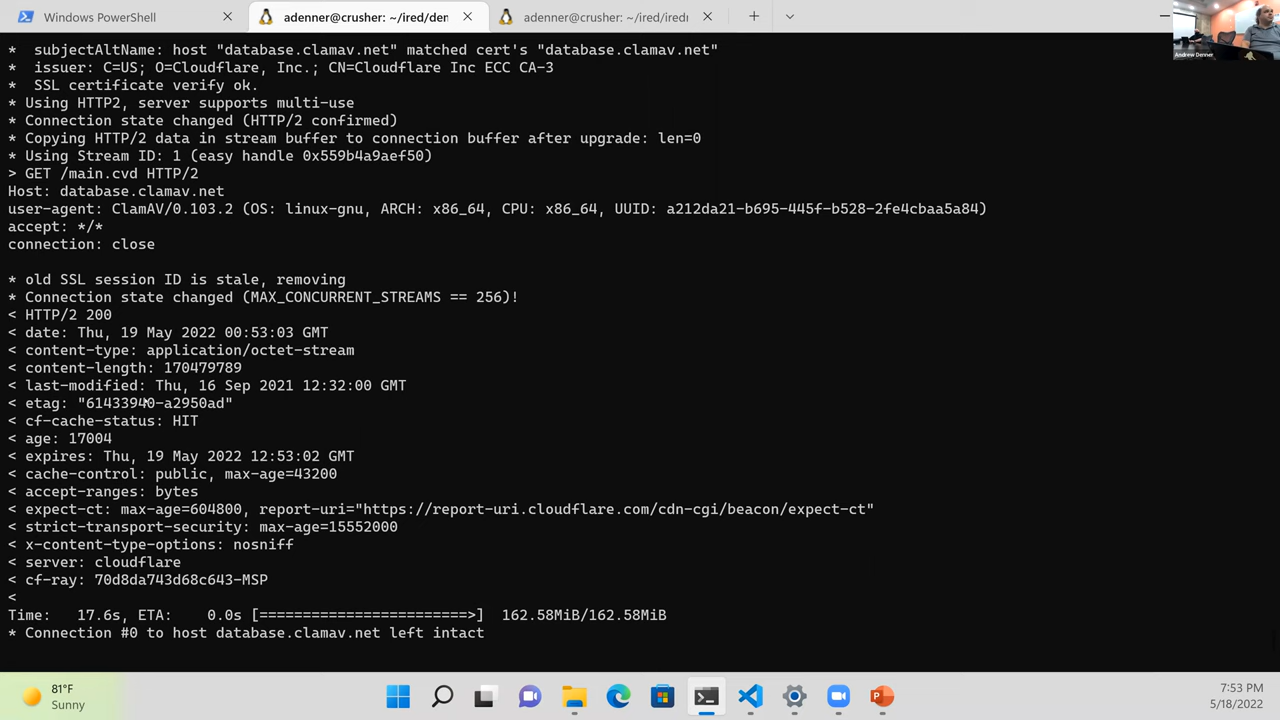 Windows PowerShell
adenner@crusher: ~/ired/den
adenner@crusher: ~/ired/iredi
Andrew Denner
* subjectAltName: host "database.clamav.net" matched cert's "database.clamav.net"
* issuer: C=US; O=Cloudflare, Inc.; CN=Cloudflare Inc ECC CA-3
* SSL certificate verify ok.
* Using HTTP2, server supports multi-use
* Connection state changed (HTTP/2 confirmed)
* Copying HTTP/2 data in stream buffer to connection buffer after upgrade: len=0
* Using Stream ID: 1 (easy handle 0x559b4a9aef50)
> GET /main.cvd HTTP/2
Host: database.clamav.net
user-agent: ClamAV/0.103.2 (OS: linux-gnu, ARCH: x86_64, CPU: x86_64, UUID: a212da21-b695-445f-b528-2fe4cbaa5a84)
accept: */*
connection: close
* old SSL session ID is stale, removing
* Connection state changed (MAX_CONCURRENT_STREAMS == 256)!
< HTTP/2 200
< date: Thu, 19 May 2022 00:53:03 GMT
< content-type: application/octet-stream
< content-length: 170479789
< last-modified: Thu, 16 Sep 2021 12:32:00 GMT
< etag: "61433940-a2950ad"
< cf-cache-status: HIT
< age: 17004
< expires: Thu, 19 May 2022 12:53:02 GMT
< cache-control: public, max-age=43200
< accept-ranges: bytes
< expect-ct: max-age=604800, report-uri="https://report-uri.cloudflare.com/cdn-cgi/beacon/expect-ct"
< strict-transport-security: max-age=15552000
< x-content-type-options: nosniff
< server: cloudflare
< cf-ray: 70d8da743d68c643-MSP
<
Time: 17.6s, ETA: 0.0s [========================>] 162.58MiB/162.58MiB
* Connection #0 to host database.clamav.net left intact
81°F
Sunny
7:53 PM
5/18/2022